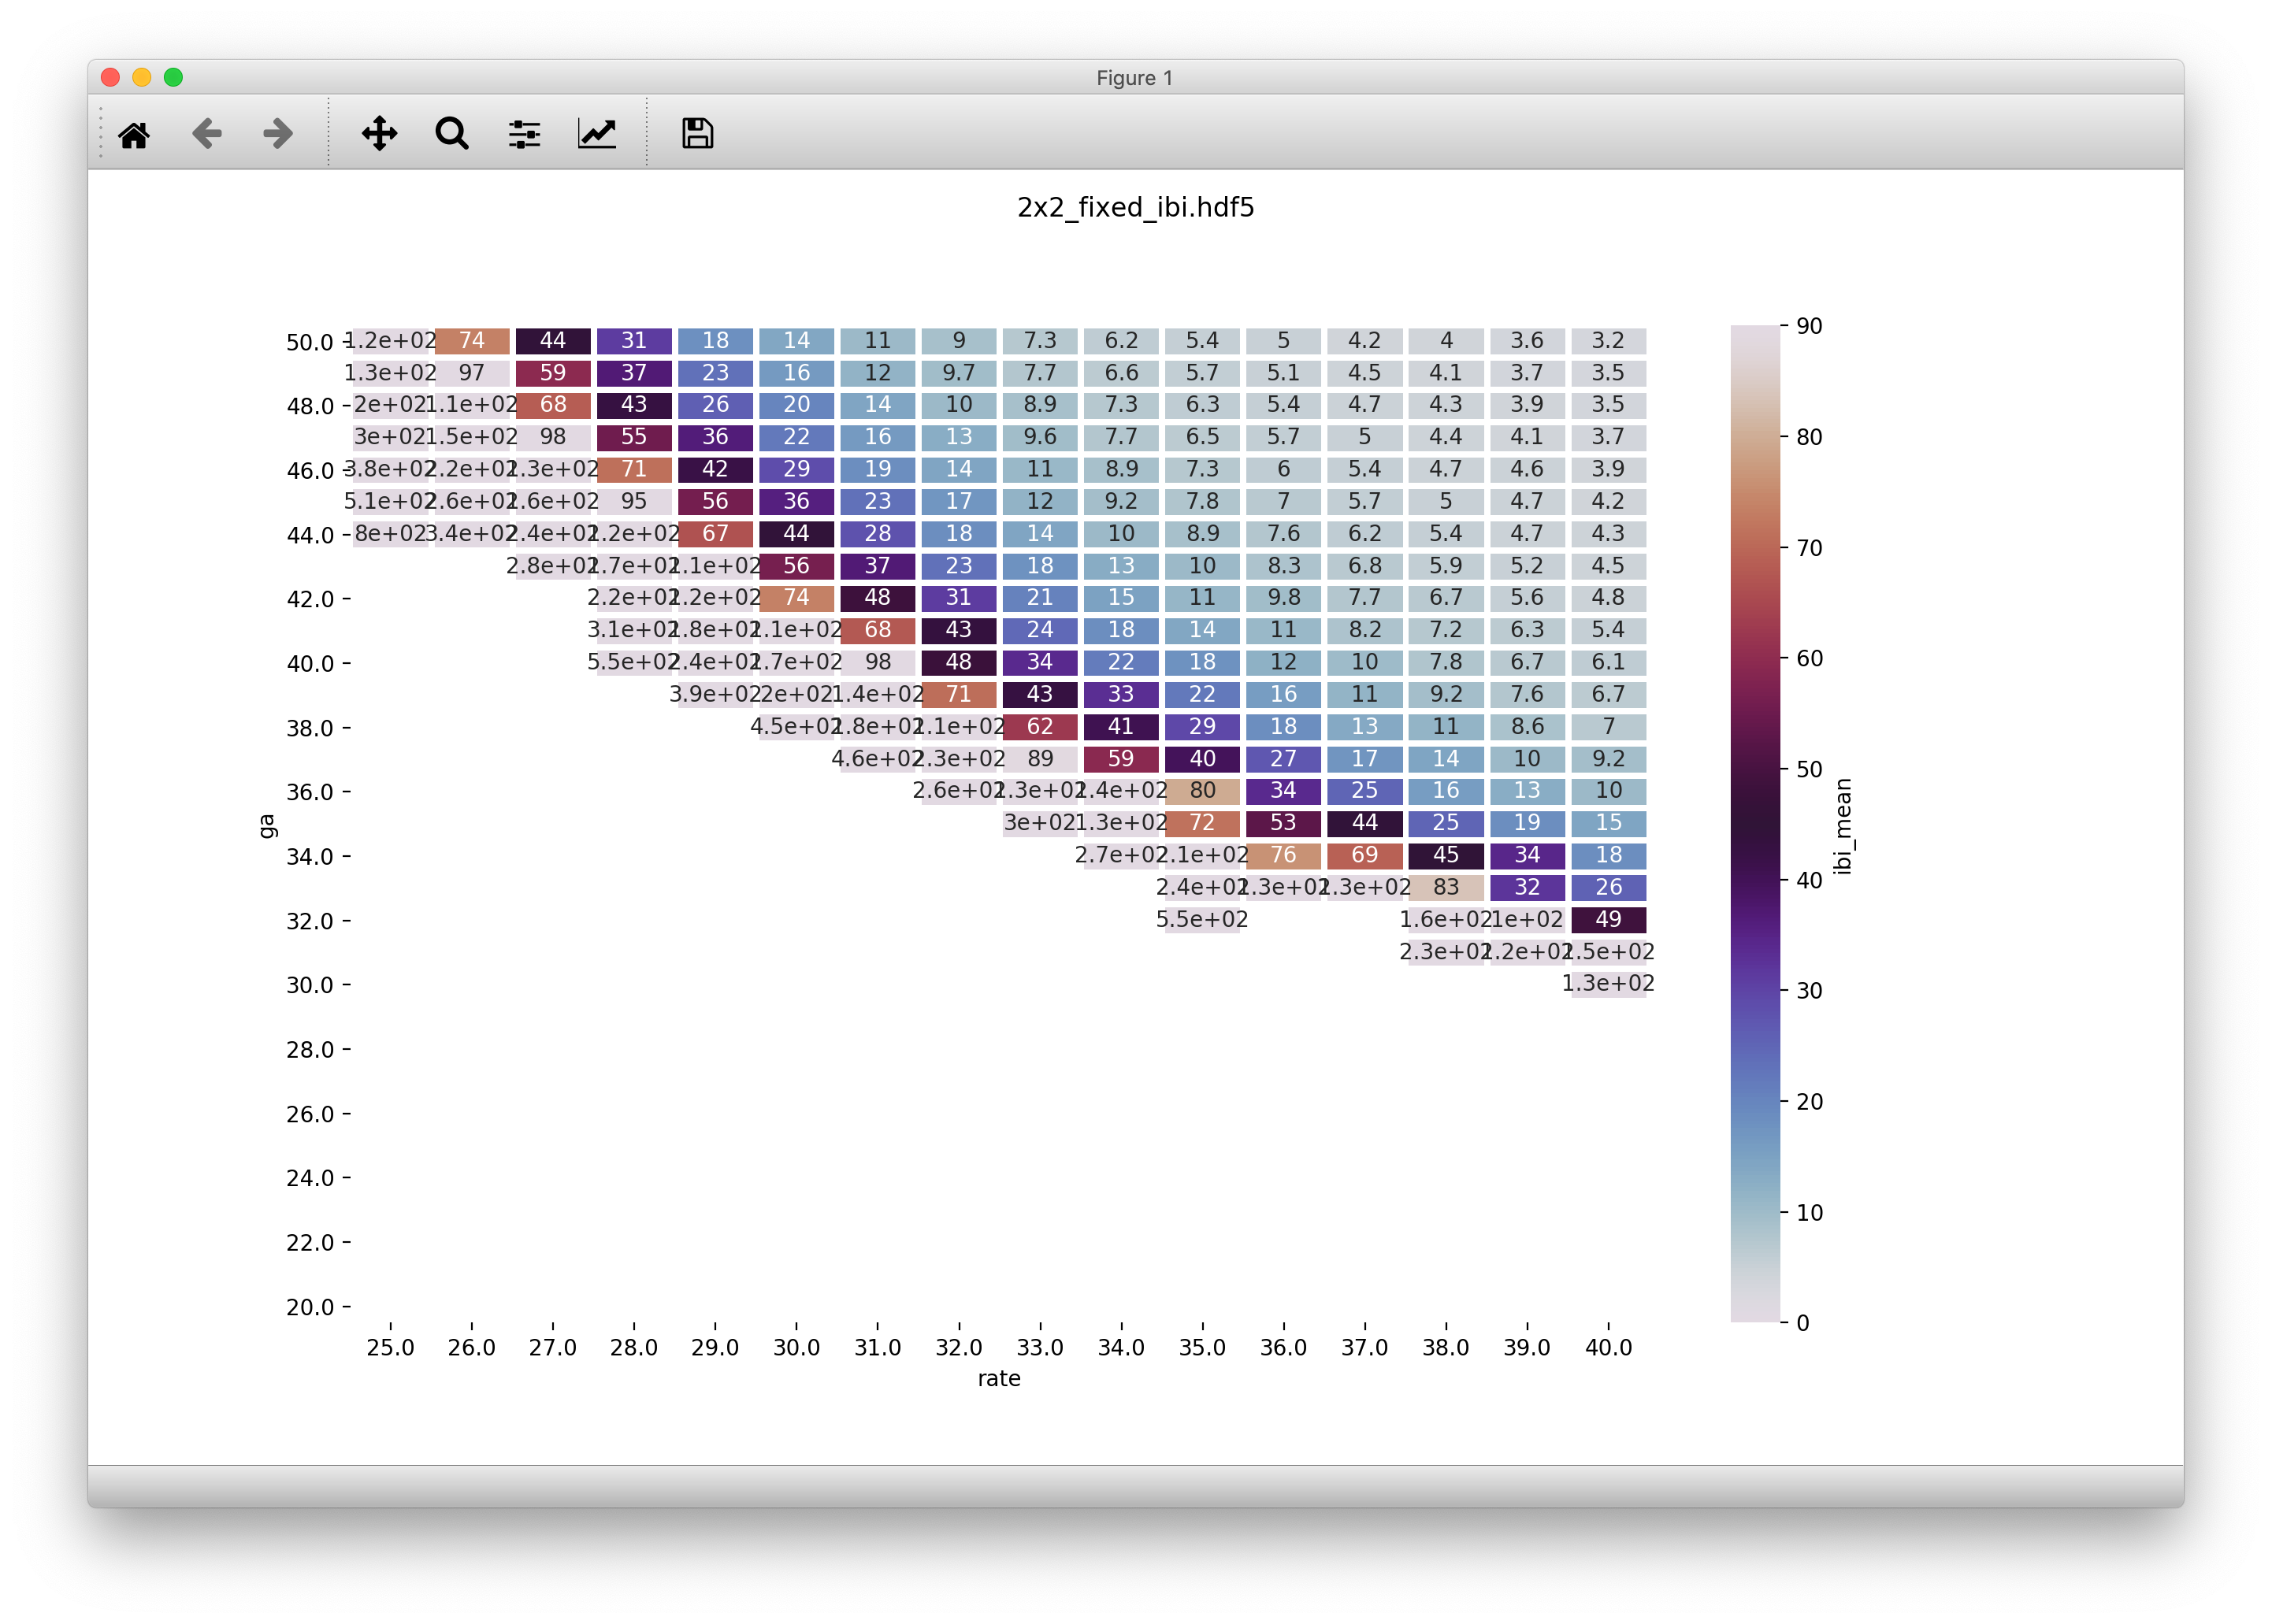 Figure 1
2x2_fixed_ibi.hdf5
50.0 1.2e+02 74 44 31 18 14 11 9 7.3 6.2 5.4 5 4.2 4 3.6 3.2
1.3e+02 97 59 37 23 16 12 9.7 7.7 6.6 5.7 5.1 4.5 4.1 3.7 3.5
48.0 2e+02 1.1e+02 68 43 26 20 14 10 8.9 7.3 6.3 5.4 4.7 4.3 3.9 3.5
3e+02 1.5e+02 98 55 36 22 16 13 9.6 7.7 6.5 5.7 5 4.4 4.1 3.7
46.0 3.8e+02 2.2e+02 1.3e+02 71 42 29 19 14 11 8.9 7.3 6 5.4 4.7 4.6 3.9
5.1e+02 2.6e+02 1.6e+02 95 56 36 23 17 12 9.2 7.8 7 5.7 5 4.7 4.2
44.0 8e+02 3.4e+02 2.4e+02 1.2e+02 67 44 28 18 14 10 8.9 7.6 6.2 5.4 4.7 4.3
2.8e+02 1.7e+02 1.1e+02 56 37 23 18 13 10 8.3 6.8 5.9 5.2 4.5
42.0 2.2e+02 1.2e+02 74 48 31 21 15 11 9.8 7.7 6.7 5.6 4.8
3.1e+02 1.8e+02 1.1e+02 68 43 24 18 14 11 8.2 7.2 6.3 5.4
40.0 5.5e+02 2.4e+02 1.7e+02 98 48 34 22 18 12 10 7.8 6.7 6.1
3.9e+02 2e+02 1.4e+02 71 43 33 22 16 11 9.2 7.6 6.7
38.0 4.5e+02 1.8e+02 1.1e+02 62 41 29 18 13 11 8.6 7
4.6e+02 2.3e+02 89 59 40 27 17 14 10 9.2
36.0 2.6e+02 1.3e+02 1.4e+02 80 34 25 16 13 10
3e+02 1.3e+02 72 53 44 25 19 15
34.0 2.7e+02 2.1e+02 76 69 45 34 18
2.4e+02 1.3e+02 1.3e+02 83 32 26
32.0 5.5e+02 1.6e+02 1e+02 49
2.3e+02 1.2e+02 1.5e+02
30.0 1.3e+02
28.0
26.0
24.0
22.0
20.0
ga
25.0 26.0 27.0 28.0 29.0 30.0 31.0 32.0 33.0 34.0 35.0 36.0 37.0 38.0 39.0 40.0
rate
90
80
70
60
50
40
30
20
10
0
ibi_mean